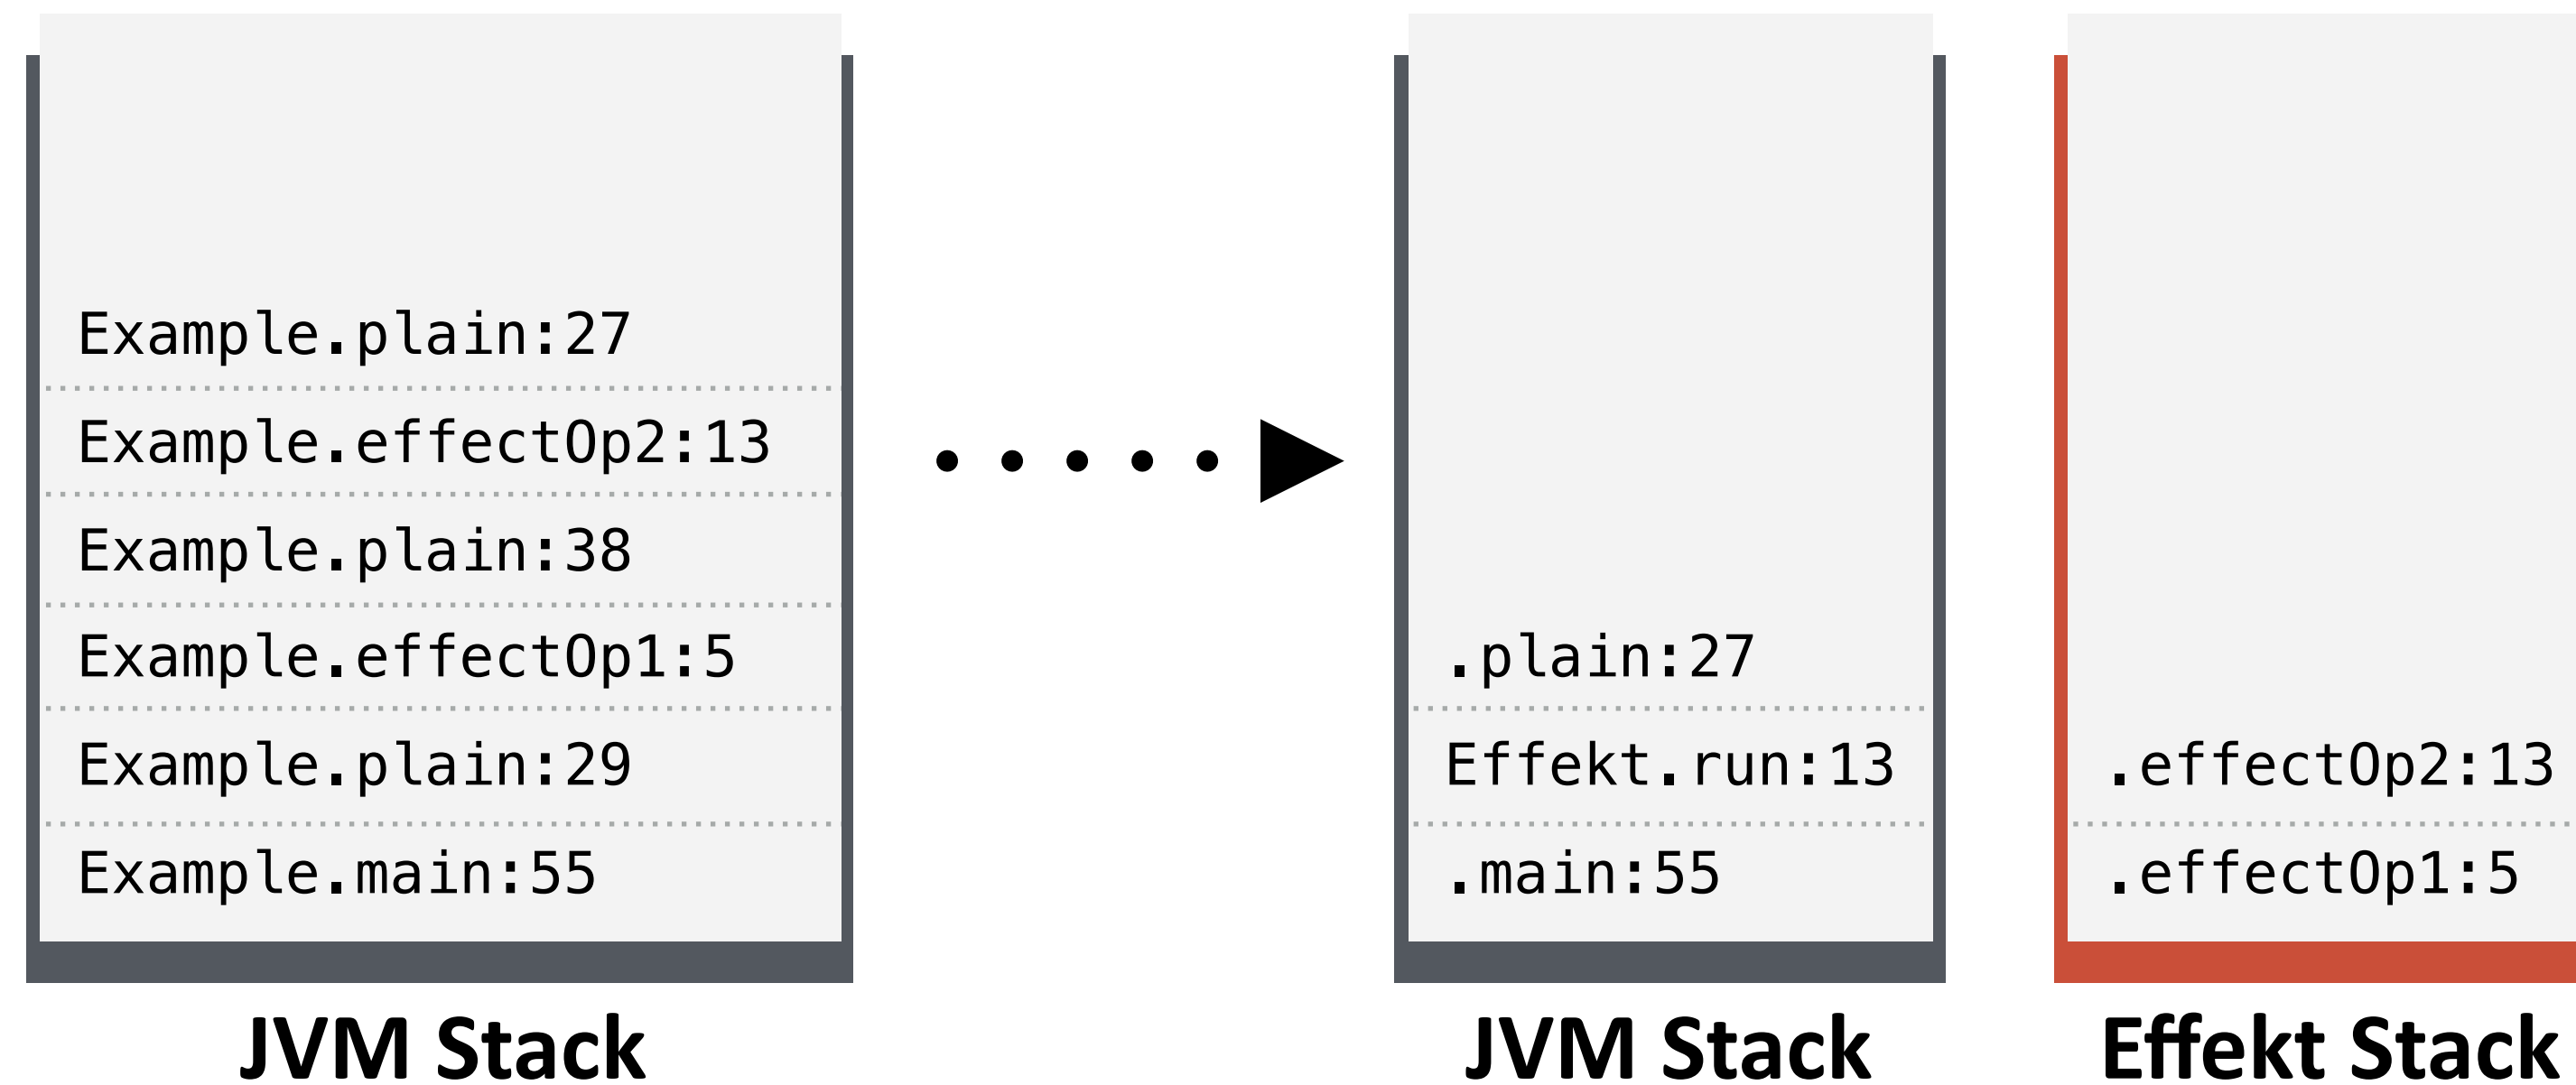 Example.plain:27
Example.effectOp2:13
Example.plain:38
Example.effectOp1:5
Example.plain:29
Example.main:55
JVM Stack
.plain:27
Effekt.run:13
.main:55
JVM Stack
.effectOp2:13
.effectOp1:5
Effekt Stack